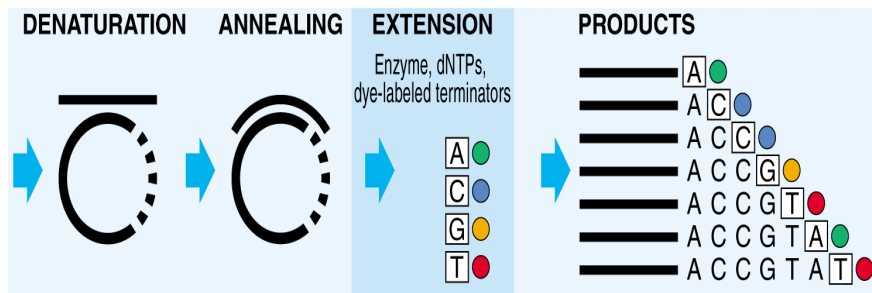 DENATURATION
ANNEALING
EXTENSION
Enzyme, dNTPs,
dye-labeled terminators
A
C
G
T
PRODUCTS
A
A C
A C C
A C C G
A C C G T
A C C G T A
A C C G T A T